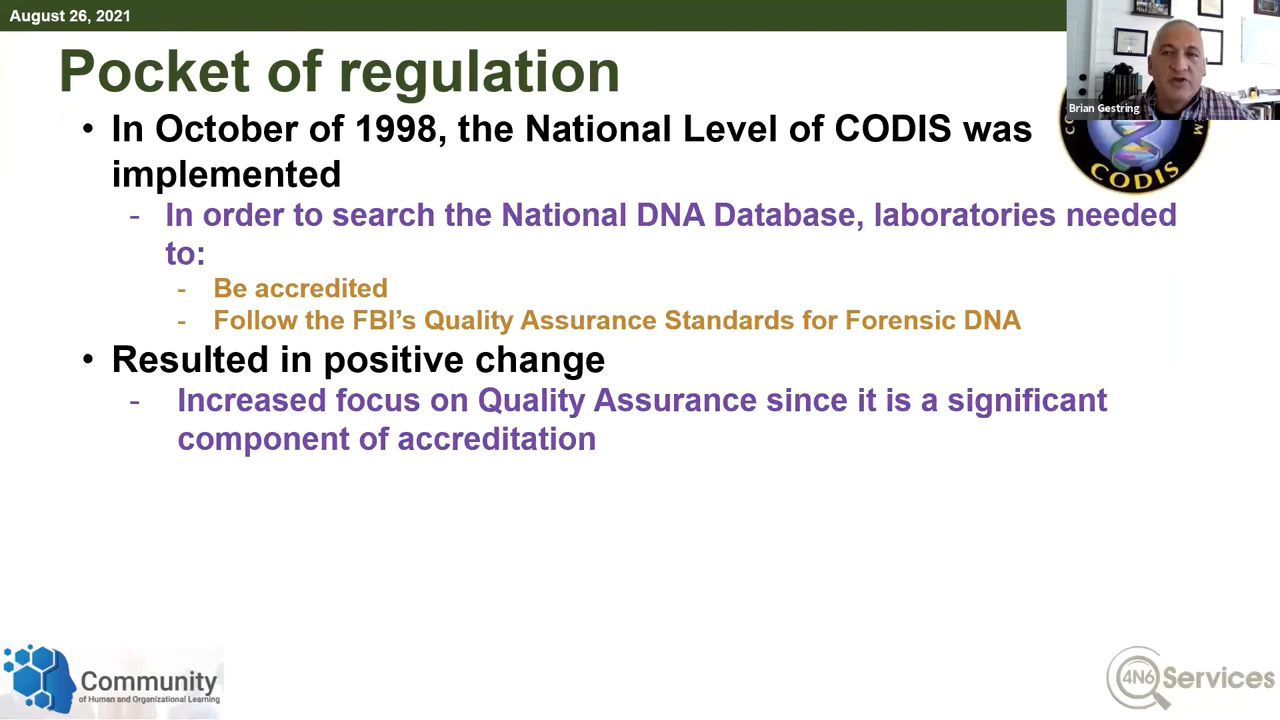 August 26, 2021
Pocket of regulation
Brian Gestring
• In October of 1998, the National Level of CODIS was
implemented
CODIS
- In order to search the National DNA Database, laboratories needed
to:
- Be accredited
- Follow the FBI’s Quality Assurance Standards for Forensic DNA
• Resulted in positive change
- Increased focus on Quality Assurance since it is a significant
component of accreditation
Community
of Human and Organizational Learning
4N6 Services